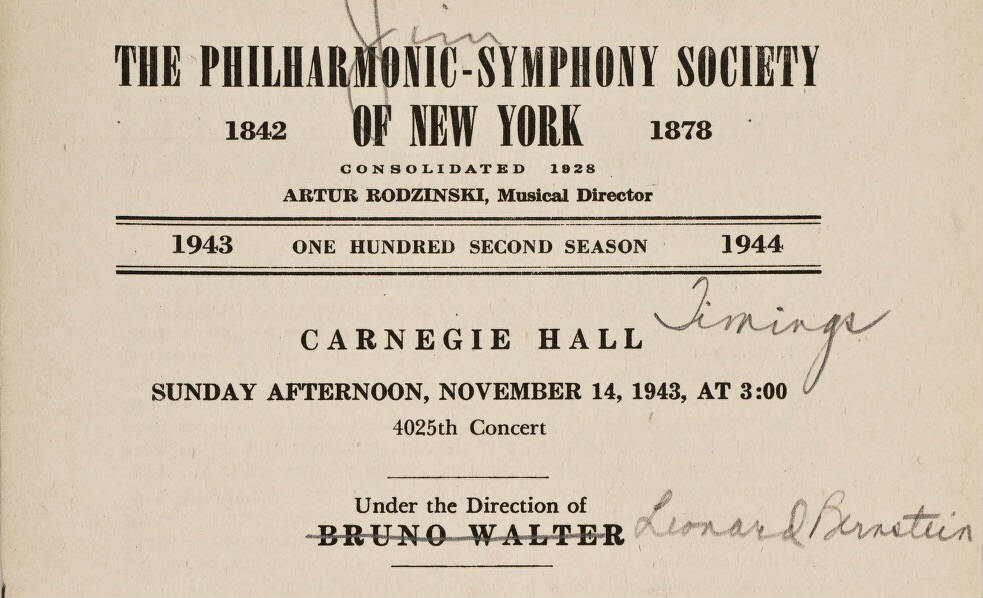 Tim
THE PHILHARMONIC-SYMPHONY SOCIETY
1842 OF NEW YORK 1878
CONSOLIDATED 1928
ARTUR RODZINSKI, Musical Director
1943 ONE HUNDRED SECOND SEASON 1944
Timings
CARNEGIE HALL
SUNDAY AFTERNOON, NOVEMBER 14, 1943, AT 3:00
4025th Concert
Under the Direction of
BRUNO WALTER Leonard Bernstein